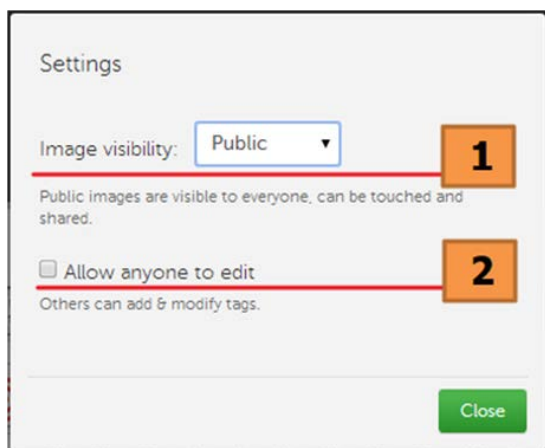 Settings
Image visibility: Public
1
Public images are visible to everyone, can be touched and
shared.
Allow anyone to edit
2
Others can add & modify tags.
Close